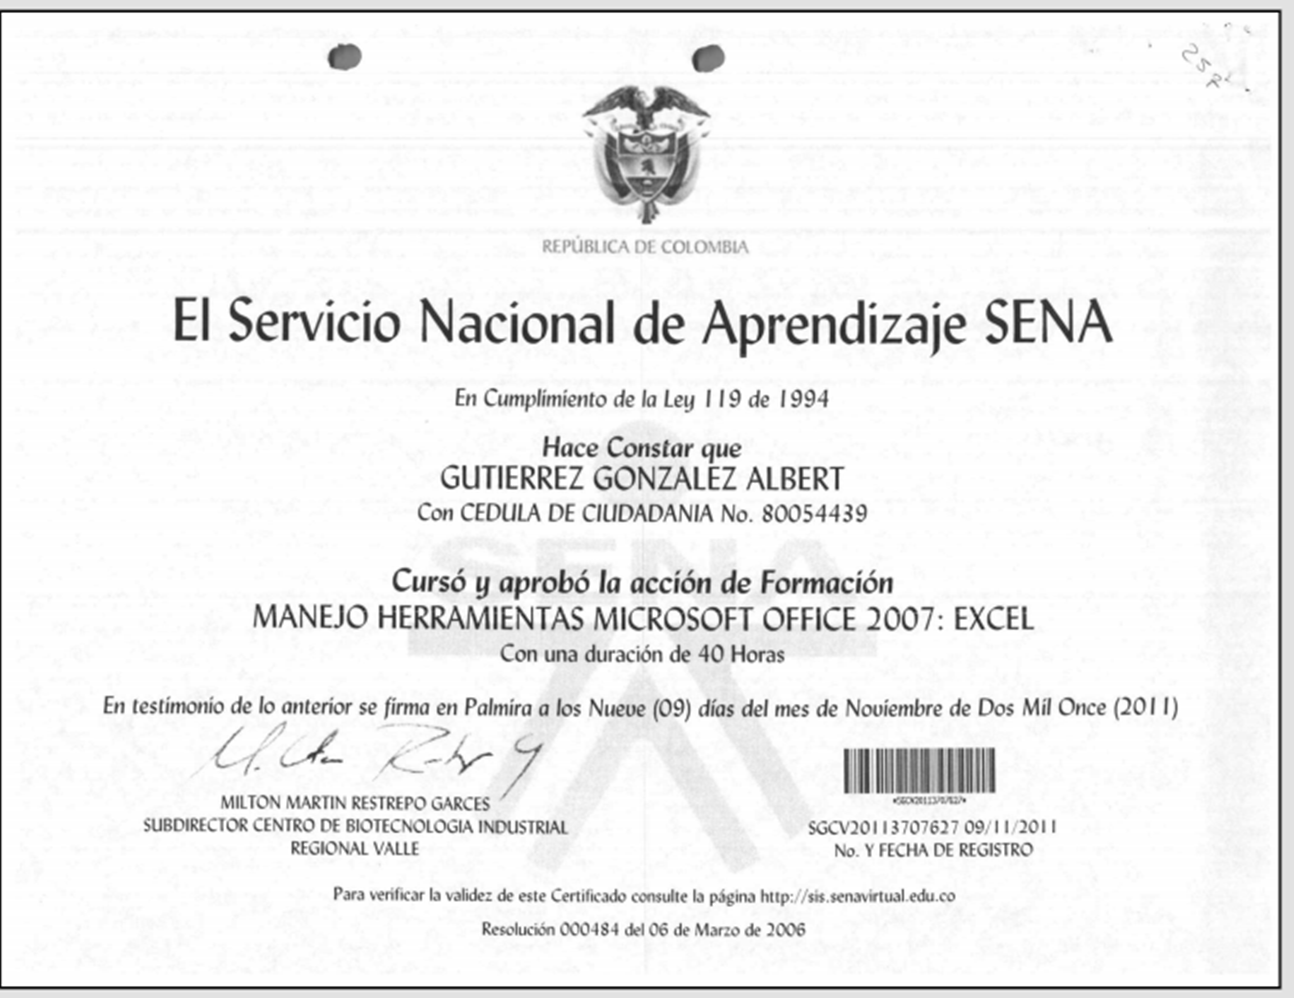 REPÚBLICA DE COLOMBIA
El Servicio Nacional de Aprendizaje SENA
En Cumplimiento de la Ley 119 de 1994
Hace Constar que
GUTIERREZ GONZALEZ ALBERT
Con CEDULA DE CIUDADANIA No. 80054439
SENA
Cursó y aprobó la acción de Formación
MANEJO HERRAMIENTAS MICROSOFT OFFICE 2007: EXCEL
Con una duración de 40 Horas
En testimonio de lo anterior se firma en Palmira a los Nueve (09) días del mes de Noviembre de Dos Mil Once (2011)
MILTON MARTIN RESTREPO GARCES
SUBDIRECTOR CENTRO DE BIOTECNOLOGIA INDUSTRIAL
REGIONAL VALLE
*SGCV20113707627*
SGCV20113707627 09/11/2011
No. Y FECHA DE REGISTRO
Para verificar la validez de este Certificado consulte la página http://sis.senavirtual.edu.co
Resolución 000484 del 06 de Marzo de 2006